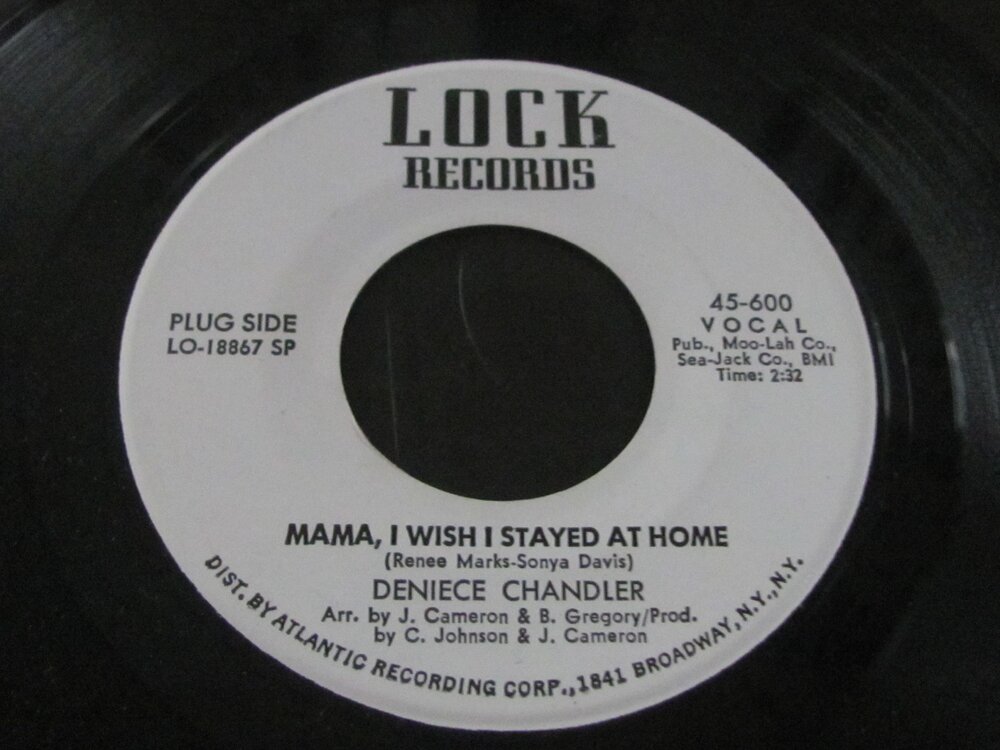 LOCK
RECORDS
PLUG SIDE
LO-18867 SP
45-600
VOCAL
Pub., Moo-Lah Co.,
Sea-Jack Co., BMI
Time: 2:32
MAMA, I WISH I STAYED AT HOME
(Renee Marks-Sonya Davis)
DENIECE CHANDLER
Arr. by J. Cameron & B. Gregory/Prod.
by C. Johnson & J. Cameron
DIST. BY ATLANTIC RECORDING CORP., 1841 BROADWAY, N.Y., N.Y.